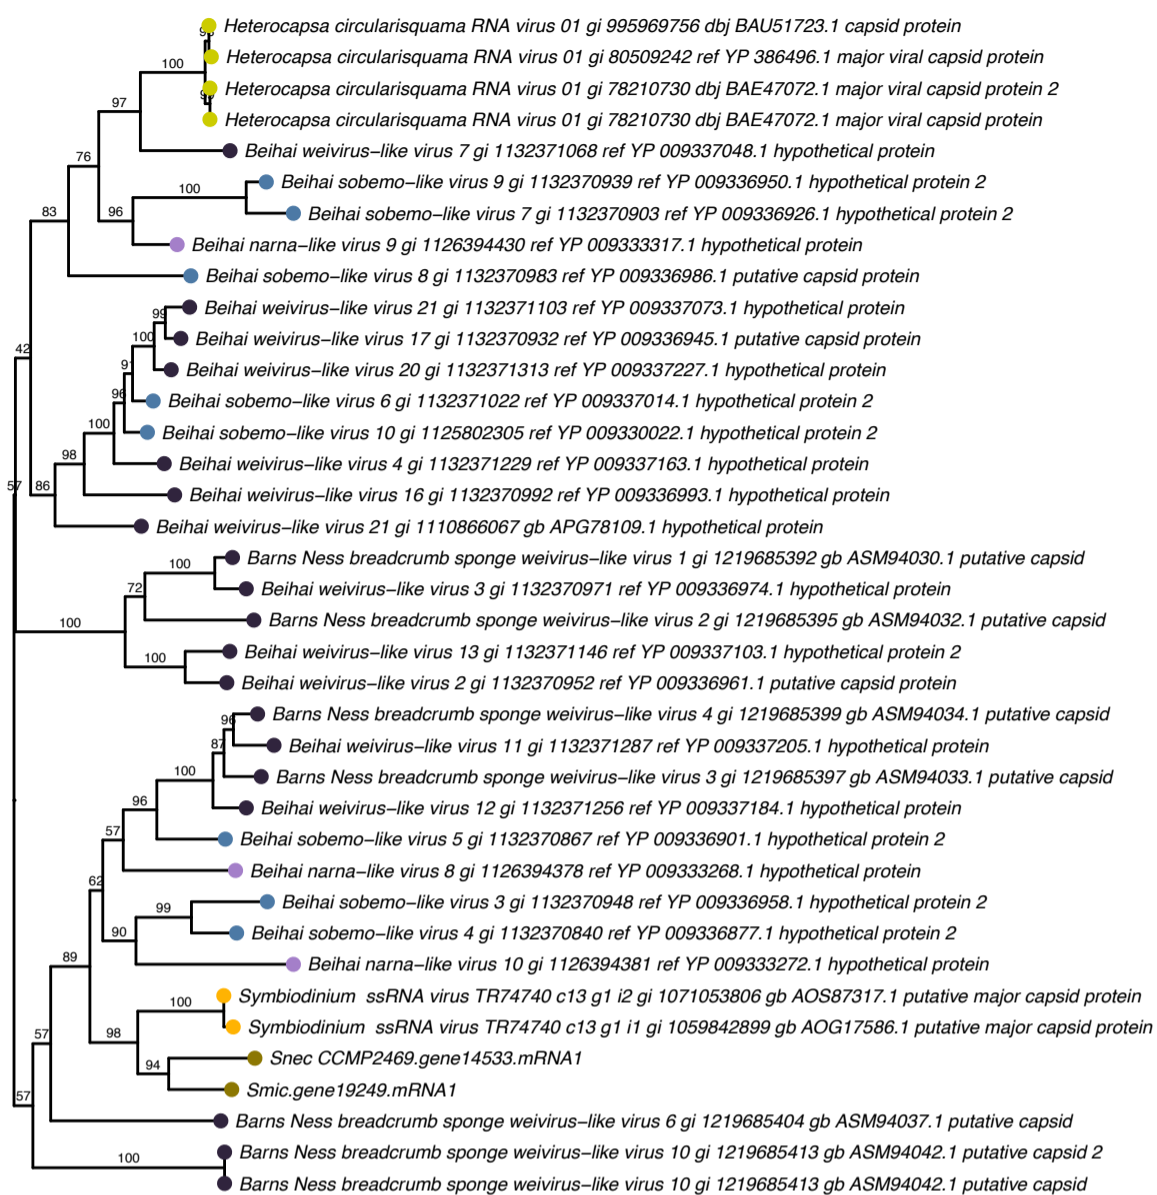 Heterocapsa circularisquama RNA virus 01 gi 995969756 dbj BAU51723.1 capsid protein
Heterocapsa circularisquama RNA virus 01 gi 80509242 ref YP 386496.1 major viral capsid protein
100
Heterocapsa circularisquama RNA virus 01 gi 78210730 dbj BAE47072.1 major viral capsid protein 2
97
Heterocapsa circularisquama RNA virus 01 gi 78210730 dbj BAE47072.1 major viral capsid protein
Beihai weivirus−like virus 7 gi 1132371068 ref YP 009337048.1 hypothetical protein
76
Beihai sobemo−like virus 9 gi 1132370939 ref YP 009336950.1 hypothetical protein 2
100
83
96
Beihai sobemo−like virus 7 gi 1132370903 ref YP 009336926.1 hypothetical protein 2
Beihai narna−like virus 9 gi 1126394430 ref YP 009333317.1 hypothetical protein
Beihai sobemo−like virus 8 gi 1132370983 ref YP 009336986.1 putative capsid protein
Beihai weivirus−like virus 21 gi 1132371103 ref YP 009337073.1 hypothetical protein
99
Beihai weivirus−like virus 17 gi 1132370932 ref YP 009336945.1 putative capsid protein
100
42
Beihai weivirus−like virus 20 gi 1132371313 ref YP 009337227.1 hypothetical protein
96
Beihai sobemo−like virus 6 gi 1132371022 ref YP 009337014.1 hypothetical protein 2
100
Beihai sobemo−like virus 10 gi 1125802305 ref YP 009330022.1 hypothetical protein 2
98
Beihai weivirus−like virus 4 gi 1132371229 ref YP 009337163.1 hypothetical protein
57
86
Beihai weivirus−like virus 16 gi 1132370992 ref YP 009336993.1 hypothetical protein
Beihai weivirus−like virus 21 gi 1110866067 gb APG78109.1 hypothetical protein
Barns Ness breadcrumb sponge weivirus−like virus 1 gi 1219685392 gb ASM94030.1 putative capsid
100
72
Beihai weivirus−like virus 3 gi 1132370971 ref YP 009336974.1 hypothetical protein
100
Barns Ness breadcrumb sponge weivirus−like virus 2 gi 1219685395 gb ASM94032.1 putative capsid
Beihai weivirus−like virus 13 gi 1132371146 ref YP 009337103.1 hypothetical protein 2
100
Beihai weivirus−like virus 2 gi 1132370952 ref YP 009336961.1 putative capsid protein
Barns Ness breadcrumb sponge weivirus−like virus 4 gi 1219685399 gb ASM94034.1 putative capsid
96
87
Beihai weivirus−like virus 11 gi 1132371287 ref YP 009337205.1 hypothetical protein
100
Barns Ness breadcrumb sponge weivirus−like virus 3 gi 1219685397 gb ASM94033.1 putative capsid
96
Beihai weivirus−like virus 12 gi 1132371256 ref YP 009337184.1 hypothetical protein
57
Beihai sobemo−like virus 5 gi 1132370867 ref YP 009336901.1 hypothetical protein 2
Beihai narna−like virus 8 gi 1126394378 ref YP 009333268.1 hypothetical protein
62
Beihai sobemo−like virus 3 gi 1132370948 ref YP 009336958.1 hypothetical protein 2
99
90
Beihai sobemo−like virus 4 gi 1132370840 ref YP 009336877.1 hypothetical protein 2
89
Beihai narna−like virus 10 gi 1126394381 ref YP 009333272.1 hypothetical protein
Symbiodinium ssRNA virus TR74740 c13 g1 i2 gi 1071053806 gb AOS87317.1 putative major capsid protein
100
Symbiodinium ssRNA virus TR74740 c13 g1 i1 gi 1059842899 gb AOG17586.1 putative major capsid protein
57
98
Snec CCMP2469.gene14533.mRNA1
94
Smic.gene19249.mRNA1
57
Barns Ness breadcrumb sponge weivirus−like virus 6 gi 1219685404 gb ASM94037.1 putative capsid
Barns Ness breadcrumb sponge weivirus−like virus 10 gi 1219685413 gb ASM94042.1 putative capsid 2
100
Barns Ness breadcrumb sponge weivirus−like virus 10 gi 1219685413 gb ASM94042.1 putative capsid